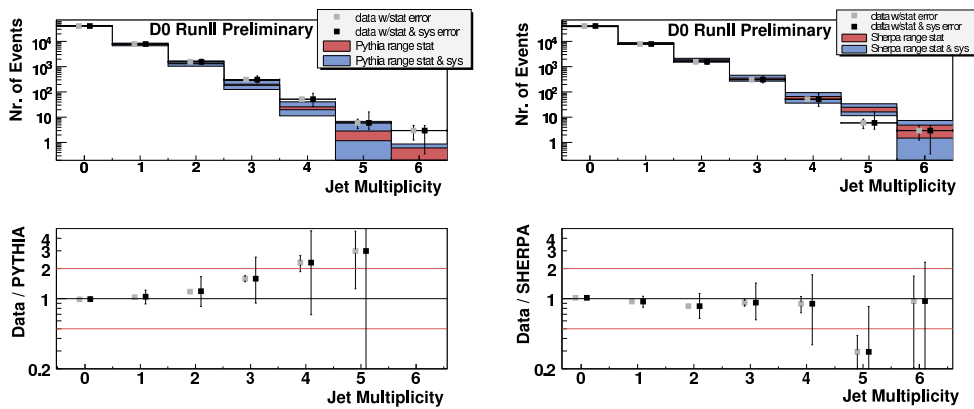 D0 RunII Preliminary
data w/stat error
data w/stat & sys error
Pythia range stat
Pythia range stat & sys
Nr. of Events
10⁴
10³
10²
10
1
0 1 2 3 4 5 6
Jet Multiplicity
D0 RunII Preliminary
data w/stat error
data w/stat & sys error
Sherpa range stat
Sherpa range stat & sys
Nr. of Events
10⁴
10³
10²
10
1
0 1 2 3 4 5 6
Jet Multiplicity
Data / PYTHIA
4
3
2
1
0.2
0 1 2 3 4 5 6
Jet Multiplicity
Data / SHERPA
4
3
2
1
0.2
0 1 2 3 4 5 6
Jet Multiplicity